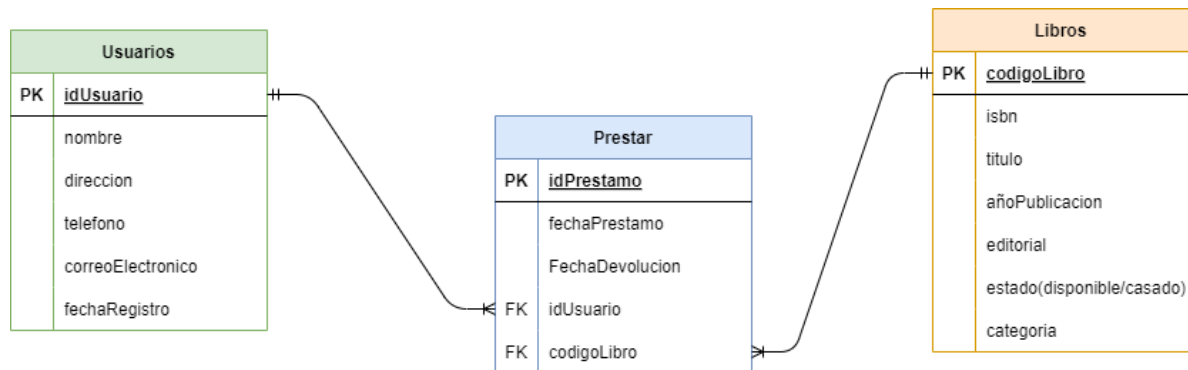 Usuarios
PK idUsuario
nombre
direccion
telefono
correoElectronico
fechaRegistro
Prestar
PK idPrestamo
fechaPrestamo
FechaDevolucion
FK idUsuario
FK codigoLibro
Libros
PK codigoLibro
isbn
titulo
añoPublicacion
editorial
estado(disponible/casado)
categoria